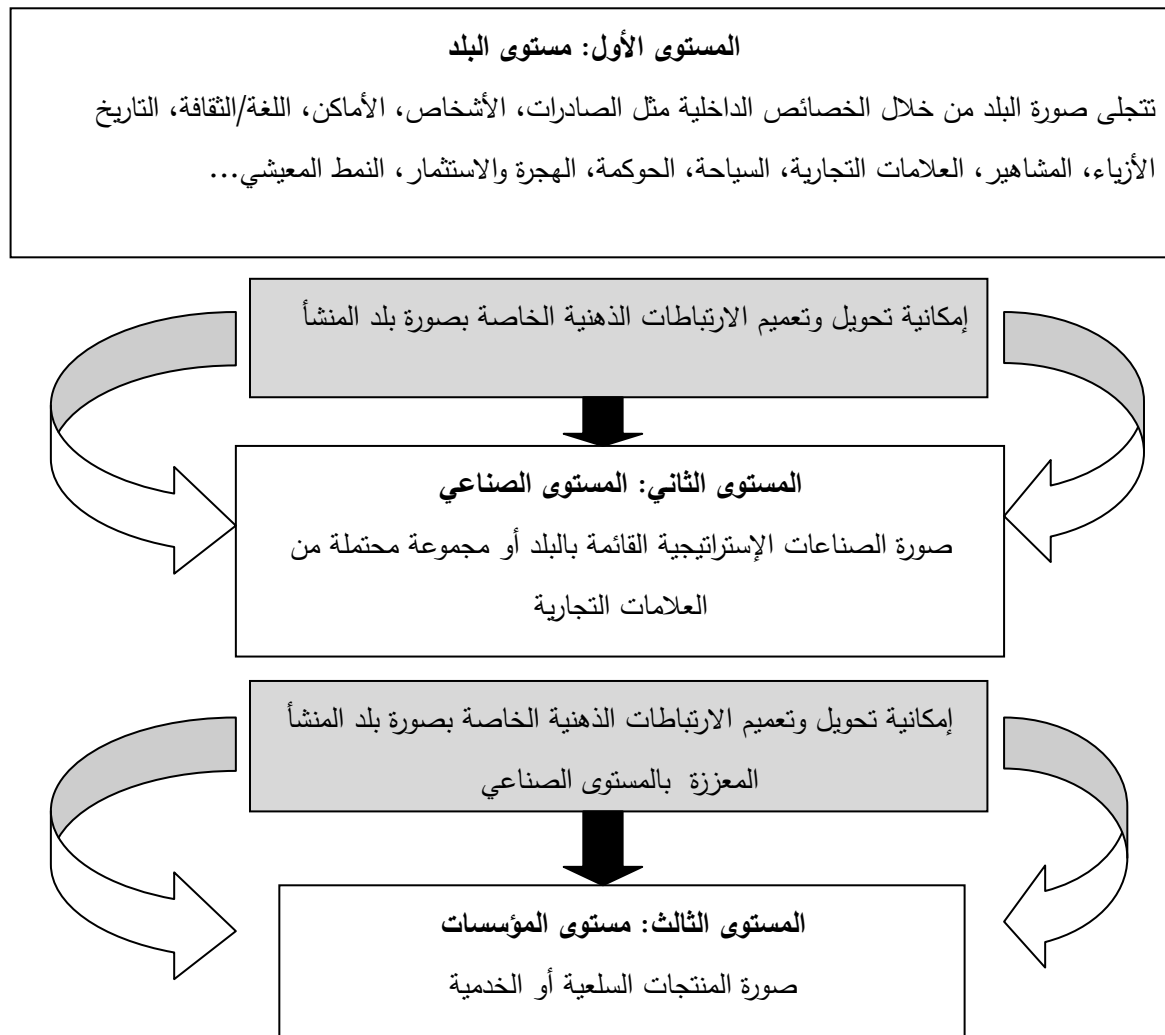 المستوى الأول: مستوى البلد
تتجلى صورة البلد من خلال الخصائص الداخلية مثل الصادرات، الأشخاص، الأماكن، اللغة/الثقافة، التاريخ
الأزياء، المشاهير، العلامات التجارية، السياحة، الحوكمة، الهجرة والاستثمار، النمط المعيشي...
إمكانية تحويل وتعميم الارتباطات الذهنية الخاصة بصورة بلد المنشأ
المستوى الثاني: المستوى الصناعي
صورة الصناعات الإستراتيجية القائمة بالبلد أو مجموعة محتملة من
العلامات التجارية
إمكانية تحويل وتعميم الارتباطات الذهنية الخاصة بصورة بلد المنشأ
المعززة بالمستوى الصناعي
المستوى الثالث: مستوى المؤسسات
صورة المنتجات السلعية أو الخدمية